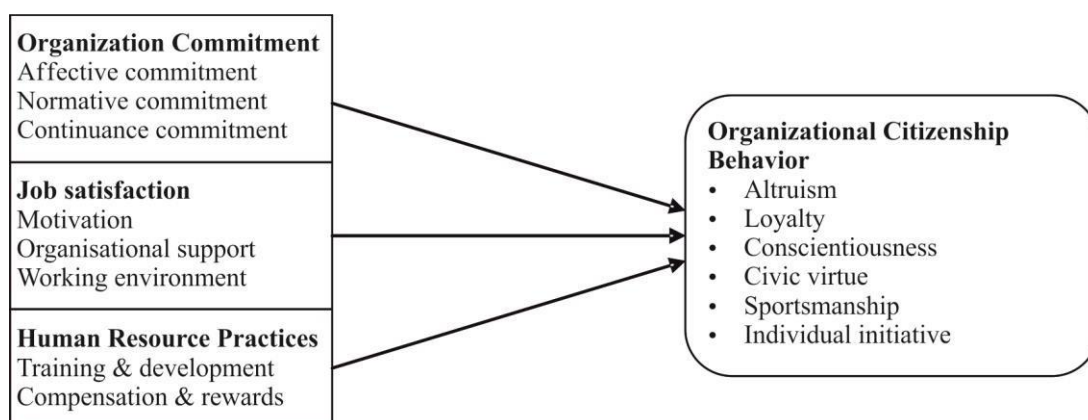 Organization Commitment
Affective commitment
Normative commitment
Continuance commitment
Job satisfaction
Motivation
Organisational support
Working environment
Human Resource Practices
Training & development
Compensation & rewards
Organizational Citizenship
Behavior
• Altruism
• Loyalty
• Conscientiousness
• Civic virtue
• Sportsmanship
• Individual initiative